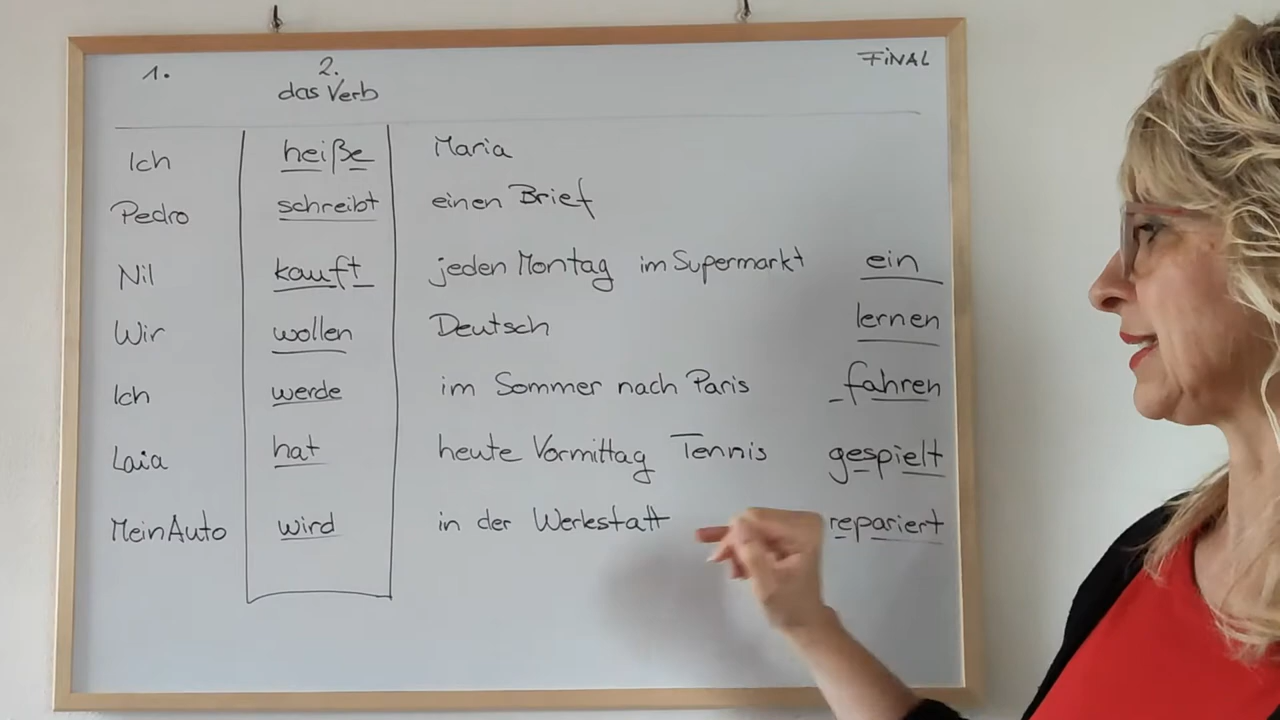 1. 2. FiNAL
das Verb
Ich heiße Maria
Pedro schreibt einen Brief
Nil kauft jeden Montag im Supermarkt ein
Wir wollen Deutsch lernen
Ich werde im Sommer nach Paris fahren
Laia hat heute Vormittag Tennis gespielt
Mein Auto wird in der Werkstatt repariert